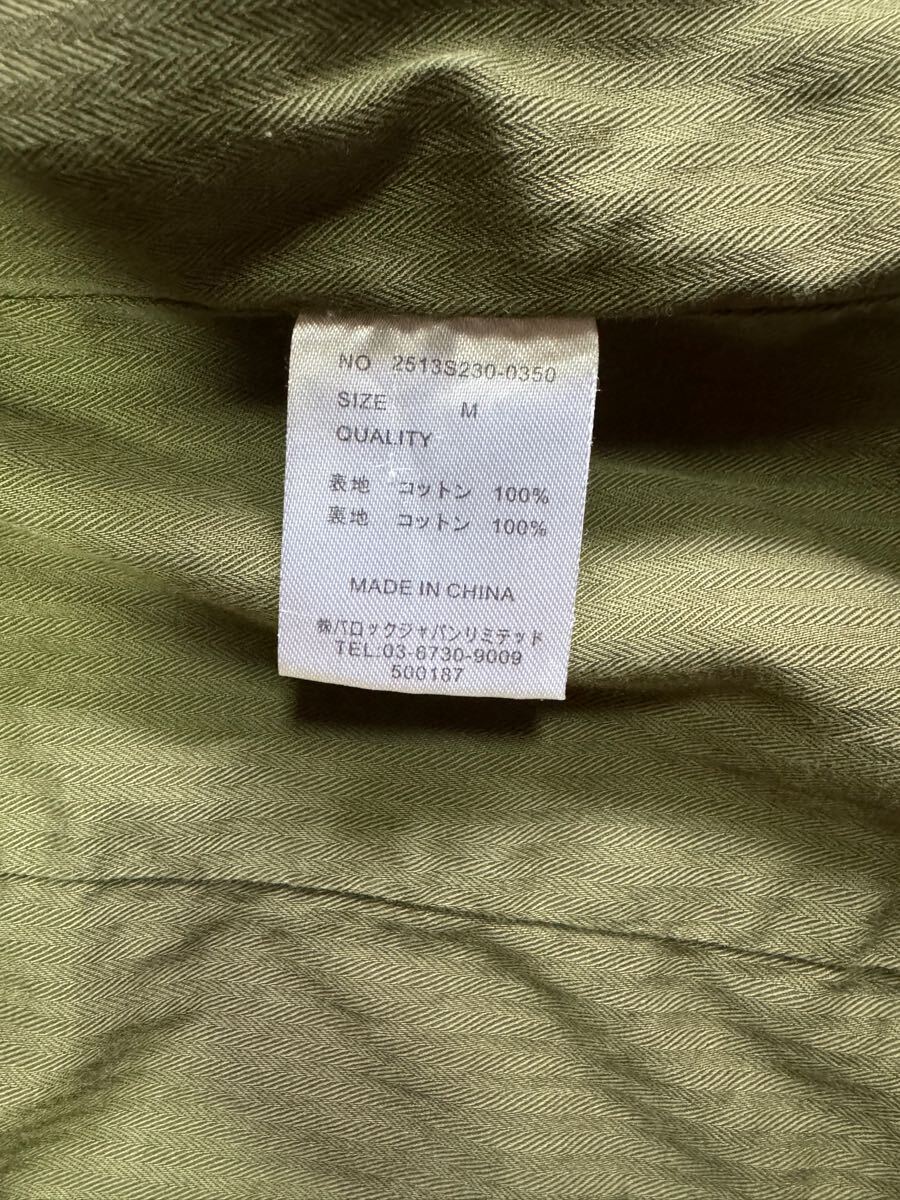 NO 2513S230-0350
SIZE M
QUALITY
表地 コットン 100%
裏地 コットン 100%
MADE IN CHINA
㈱バロックジャパンリミテッド
TEL:03-6730-9009
500187